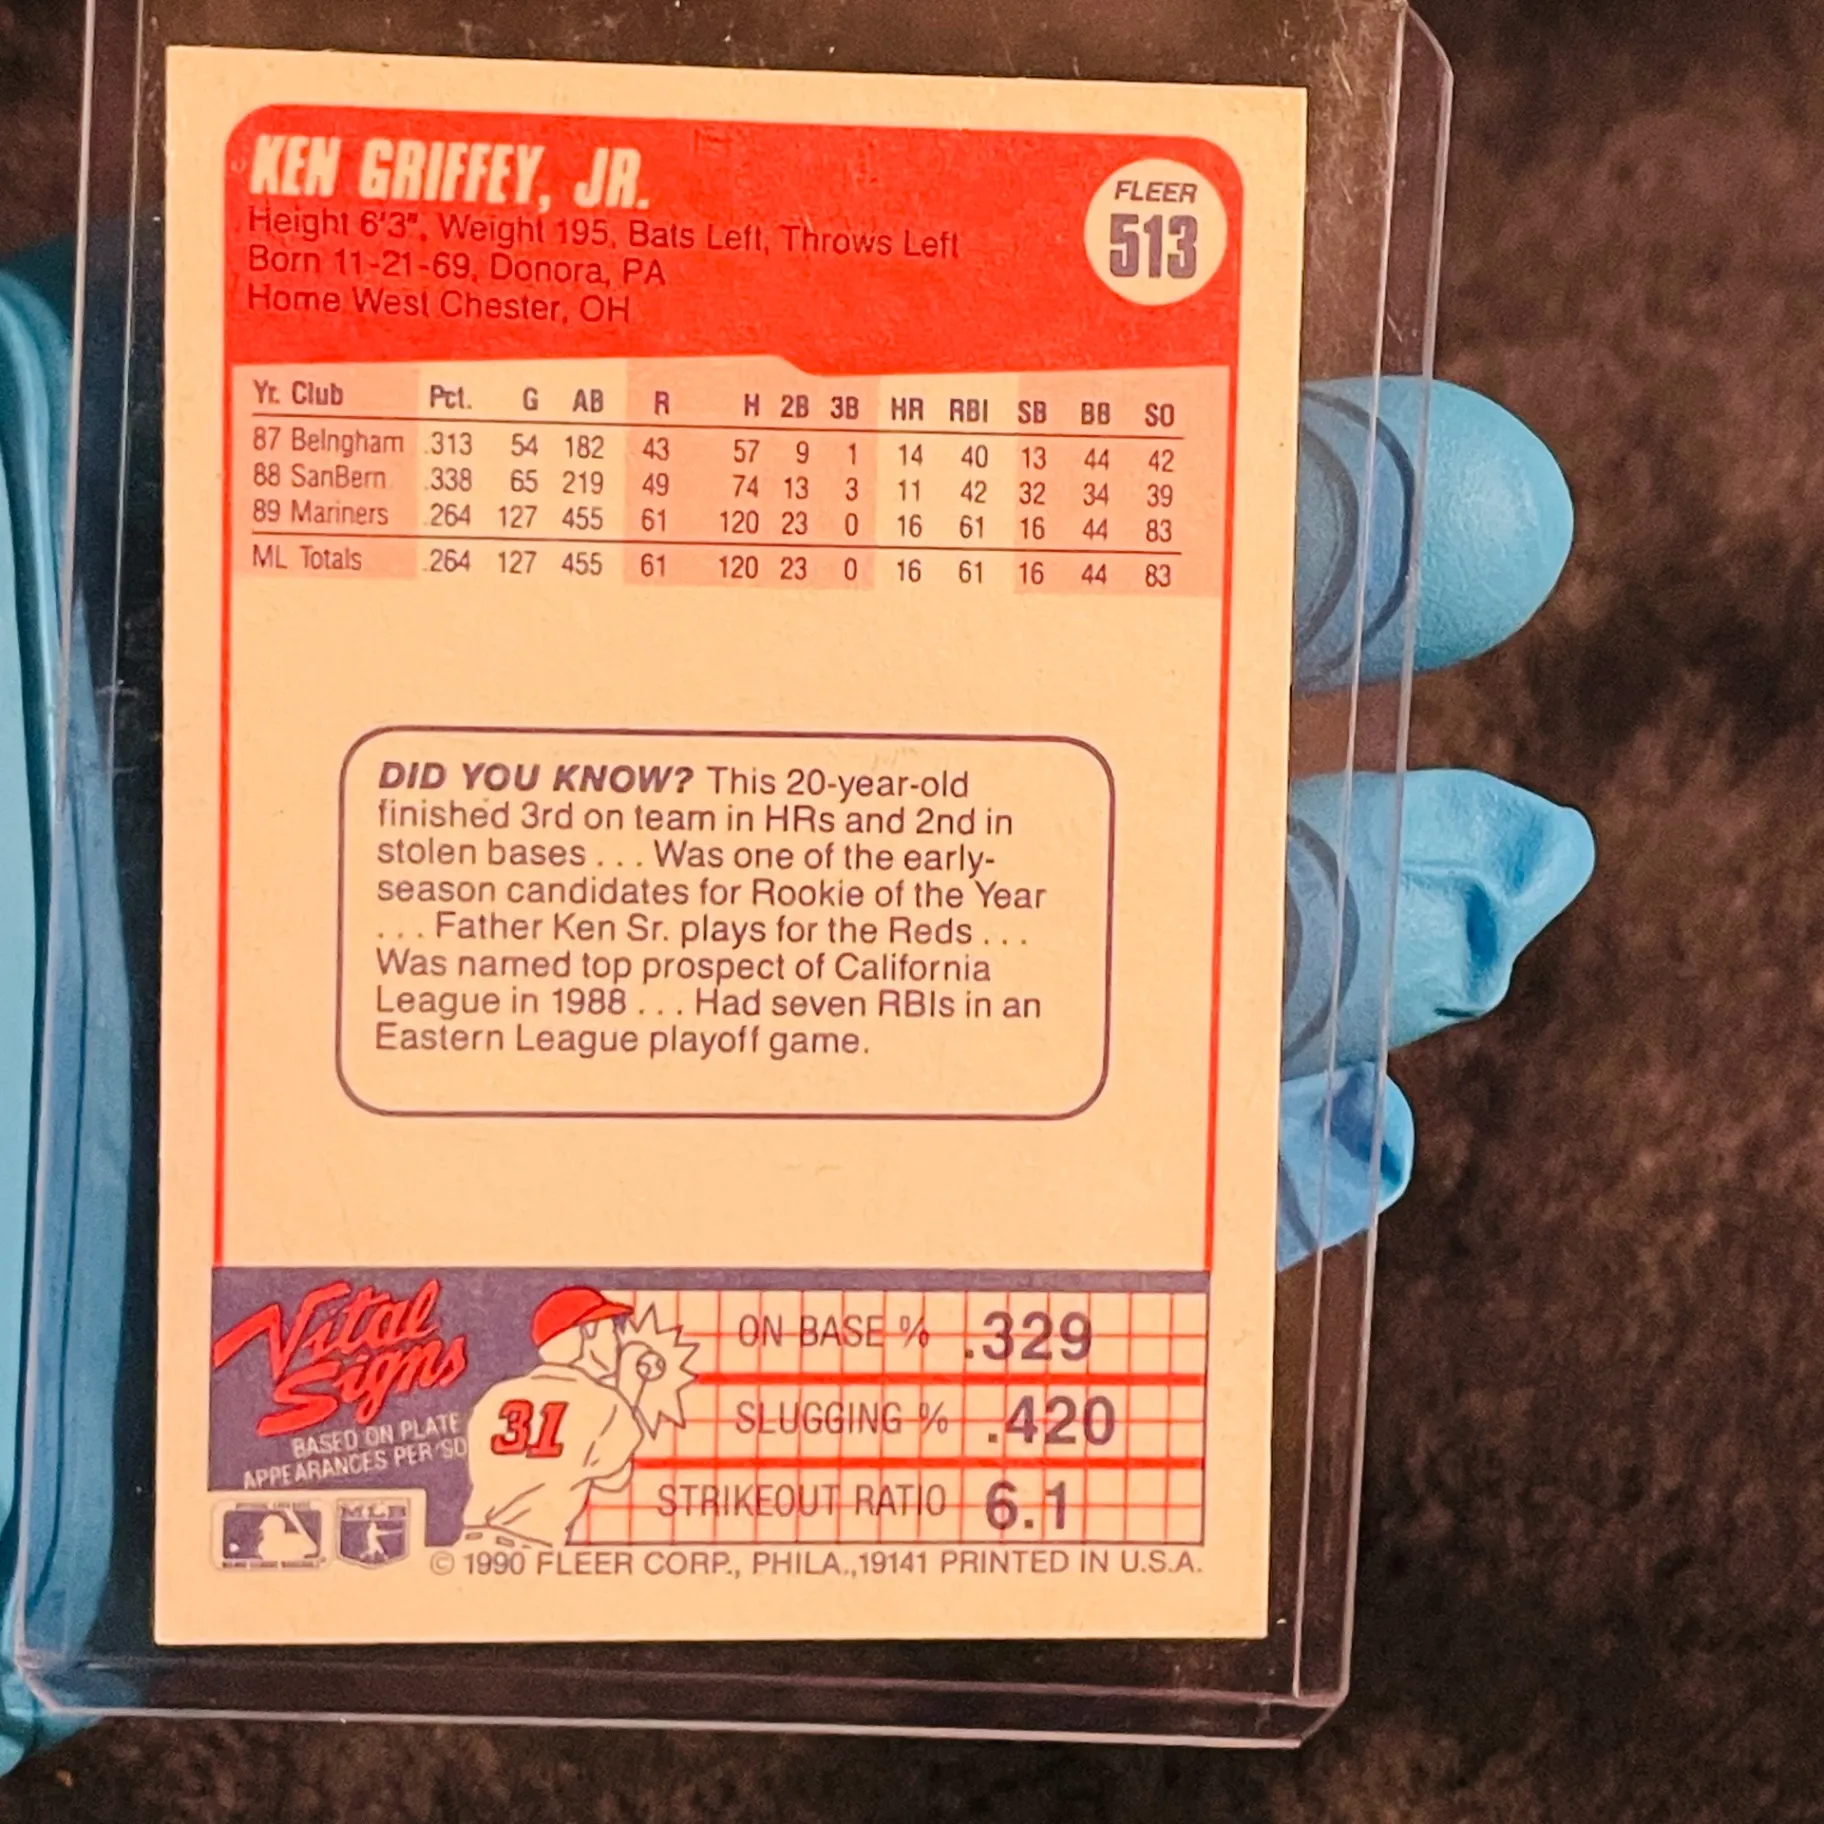 KEN GRIFFEY, JR.
FLEER
513
Height 6'3", Weight 195, Bats Left, Throws Left
Born 11-21-69, Donora, PA
Home West Chester, OH
Yr. Club Pct. G AB R H 2B 3B HR RBI SB BB SO
87 Belngham .313 54 182 43 57 9 1 14 40 13 44 42
88 SanBern .338 65 219 49 74 13 3 11 42 32 34 39
89 Mariners .264 127 455 61 120 23 0 16 61 16 44 83
ML Totals .264 127 455 61 120 23 0 16 61 16 44 83
DID YOU KNOW? This 20-year-old
finished 3rd on team in HRs and 2nd in
stolen bases . . . Was one of the early-
season candidates for Rookie of the Year
. . . Father Ken Sr. plays for the Reds . . .
Was named top prospect of California
League in 1988 . . . Had seven RBIs in an
Eastern League playoff game.
Vital
Signs
BASED ON PLATE
APPEARANCES PER SO
31
ON BASE % .329
SLUGGING % .420
STRIKEOUT RATIO 6.1
MLB
© 1990 FLEER CORP., PHILA.,19141 PRINTED IN U.S.A.